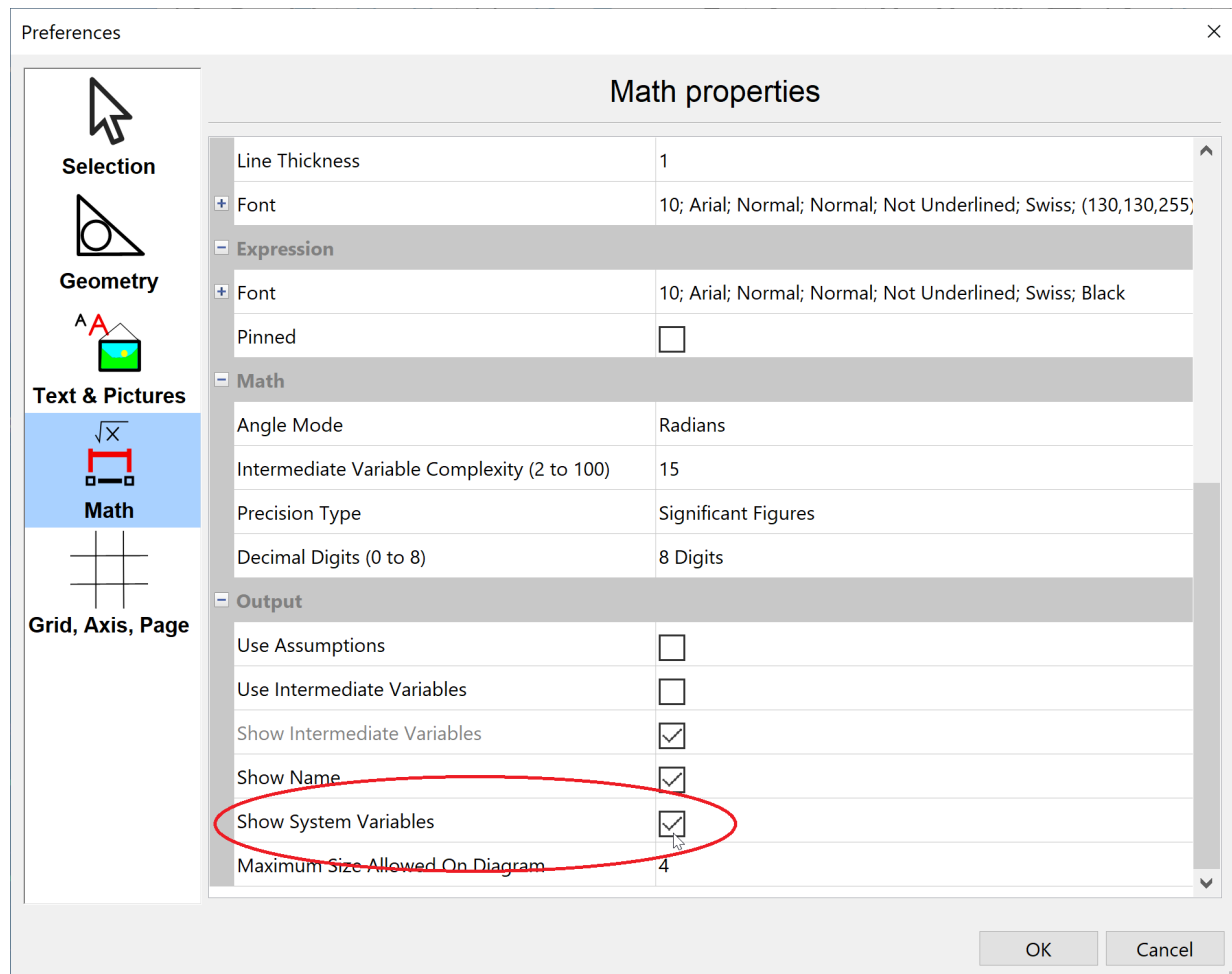 Preferences
Math properties
Selection
Geometry
A A
Text & Pictures
√X
Math
Grid, Axis, Page
Line Thickness 1
Font 10; Arial; Normal; Normal; Not Underlined; Swiss; (130,130,255)
Expression
Font 10; Arial; Normal; Normal; Not Underlined; Swiss; Black
Pinned
Math
Angle Mode Radians
Intermediate Variable Complexity (2 to 100) 15
Precision Type Significant Figures
Decimal Digits (0 to 8) 8 Digits
Output
Use Assumptions
Use Intermediate Variables
Show Intermediate Variables
Show Name
Show System Variables
Maximum Size Allowed On Diagram 4
OK Cancel